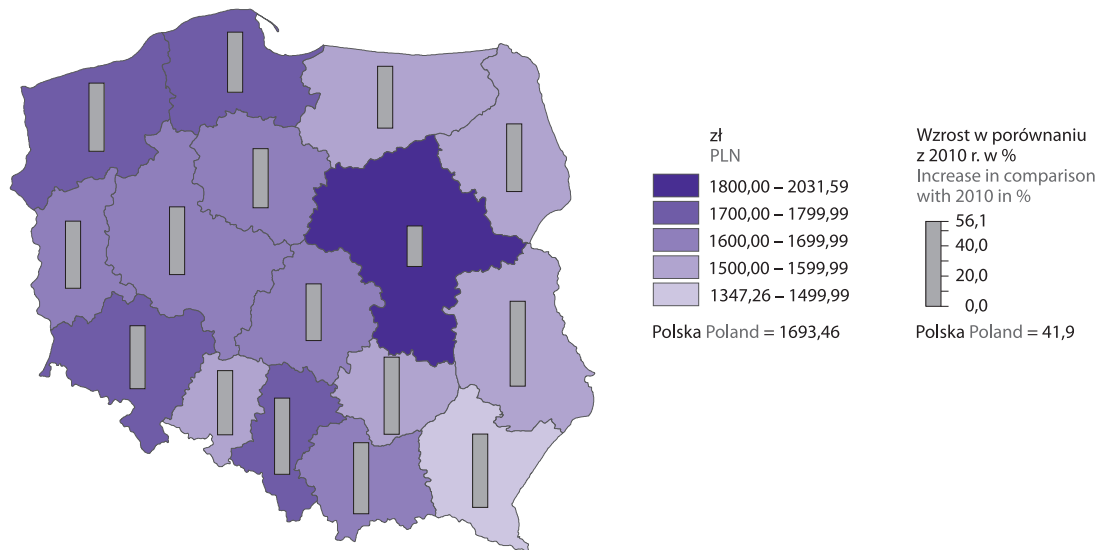 zł
PLN
1800,00 – 2031,59
1700,00 – 1799,99
1600,00 – 1699,99
1500,00 – 1599,99
1347,26 – 1499,99
Polska Poland = 1693,46
Wzrost w porównaniu
z 2010 r. w %
Increase in comparison
with 2010 in %
56,1
40,0
20,0
0,0
Polska Poland = 41,9